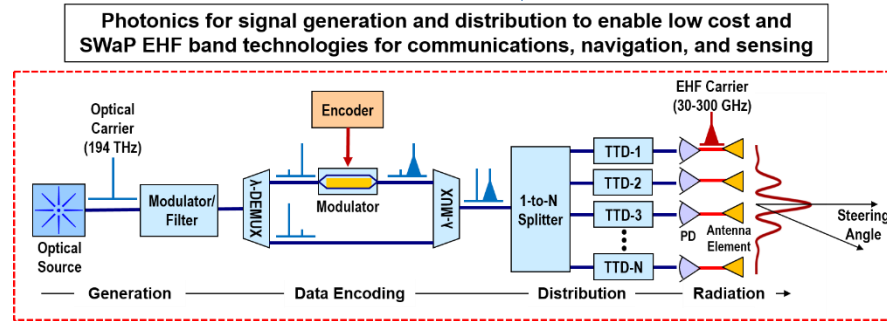 Photonics for signal generation and distribution to enable low cost and
SWaP EHF band technologies for communications, navigation, and sensing
Optical
Carrier
(194 THz)
Encoder
EHF Carrier
(30-300 GHz)
Optical
Source
Modulator/
Filter
λ-DEMUX
Modulator
λ-MUX
1-to-N
Splitter
TTD-1
TTD-2
TTD-3
TTD-N
PD
Antenna
Element
Steering
Angle
Generation
Data Encoding
Distribution
Radiation